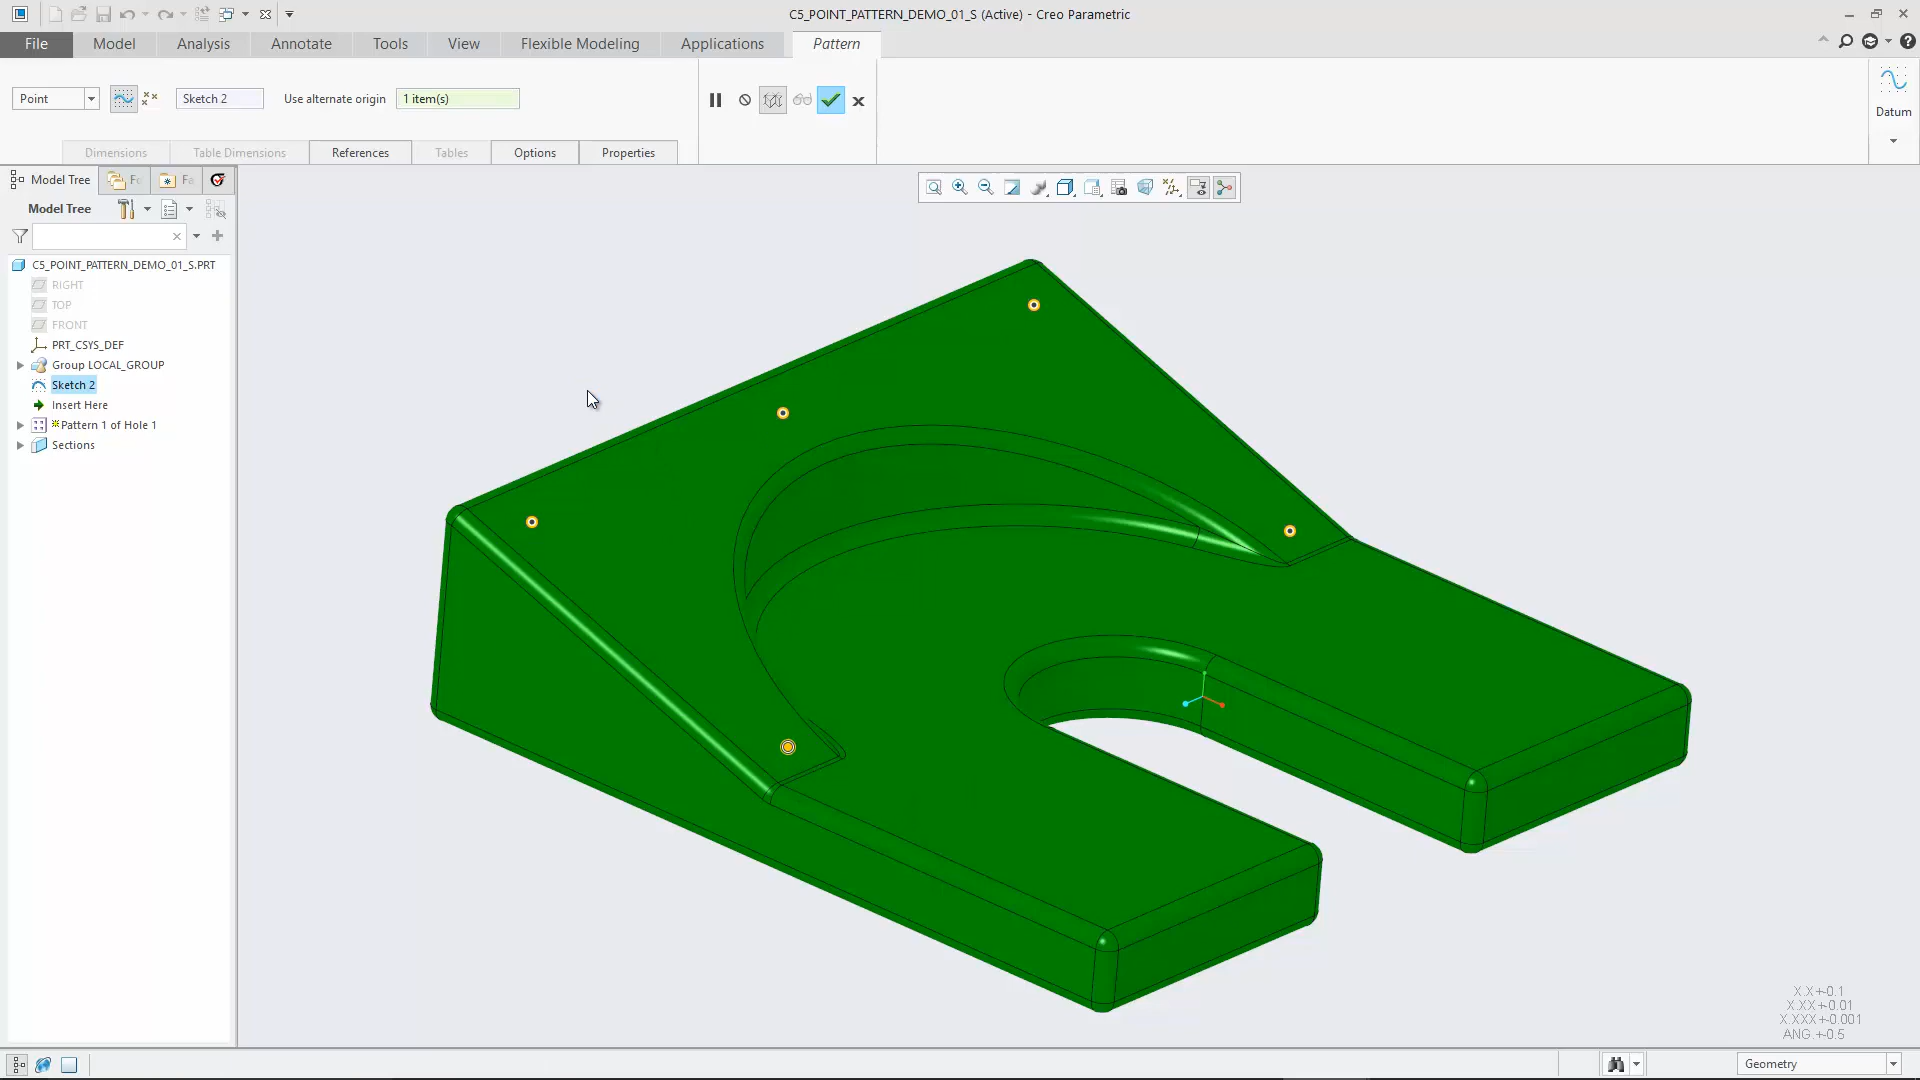 C5_POINT_PATTERN_DEMO_01_S (Active) - Creo Parametric
File Model Analysis Annotate Tools View Flexible Modeling Applications Pattern
Point Sketch 2 Use alternate origin 1 item(s)
Datum
Dimensions Table Dimensions References Tables Options Properties
Model Tree Fo Fa
Model Tree
C5_POINT_PATTERN_DEMO_01_S.PRT
RIGHT
TOP
FRONT
PRT_CSYS_DEF
Group LOCAL_GROUP
Sketch 2
Insert Here
Pattern 1 of Hole 1
Sections
X.X+-0.1
X.XX+-0.01
X.XXX+-0.001
ANG.+-0.5
Geometry